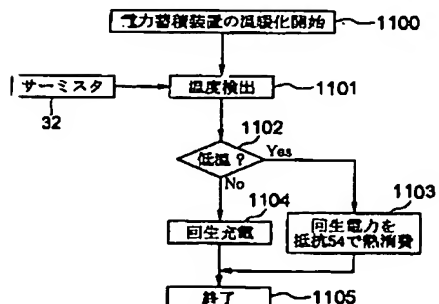 電力蓄積装置の温暖化開始
1100
サーミスタ
32
温度検出
1101
1102
低温？
Yes
No
1104
1103
回生充電
回生電力を
抵抗54で熱消費
終了
1105